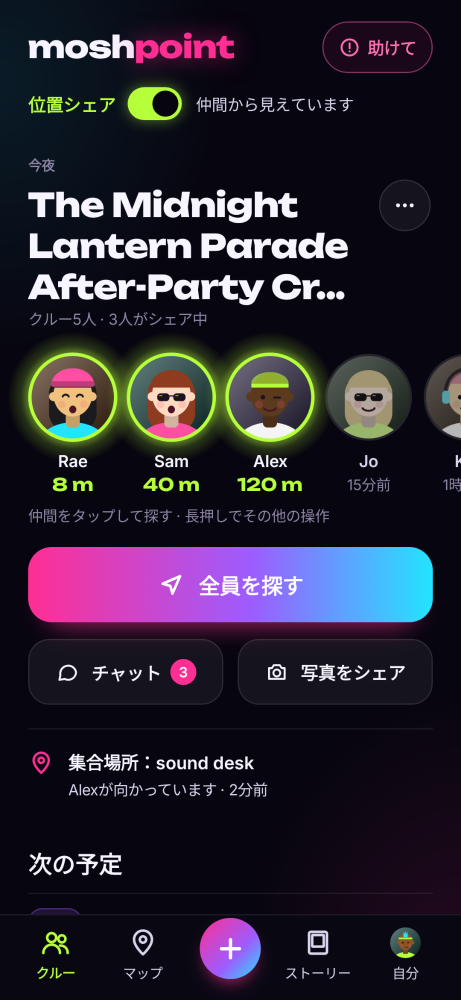 moshpoint
助けて
位置シェア
仲間から見えています
今夜
The Midnight
Lantern Parade
After-Party Cr...
クルー5人 · 3人がシェア中
Rae
Sam
Alex
Jo
K
8 m
40 m
120 m
15分前
1時
仲間をタップして探す · 長押しでその他の操作
全員を探す
チャット 3
写真をシェア
集合場所：sound desk
Alexが向かっています · 2分前
次の予定
クルー
マップ
ストーリー
自分